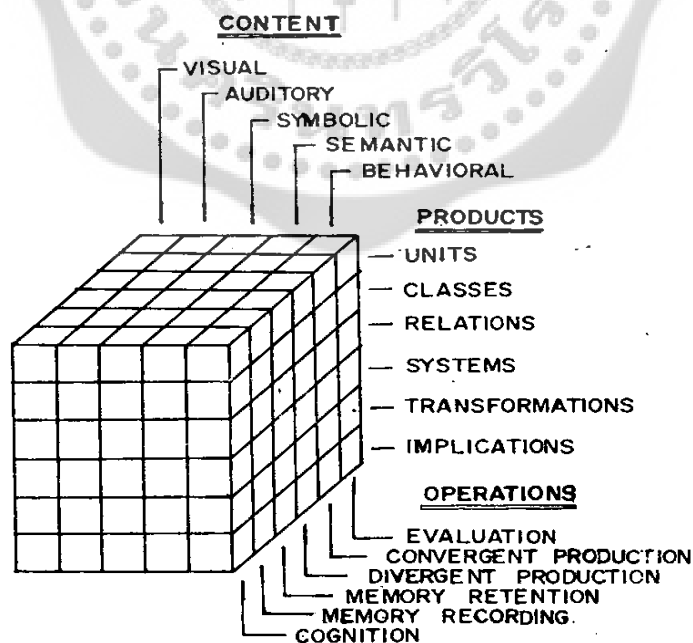 CONTENT
VISUAL
AUDITORY
SYMBOLIC
SEMANTIC
BEHAVIORAL
PRODUCTS
UNITS
CLASSES
RELATIONS
SYSTEMS
TRANSFORMATIONS
IMPLICATIONS
OPERATIONS
EVALUATION
CONVERGENT PRODUCTION
DIVERGENT PRODUCTION
MEMORY RETENTION
MEMORY RECORDING.
COGNITION